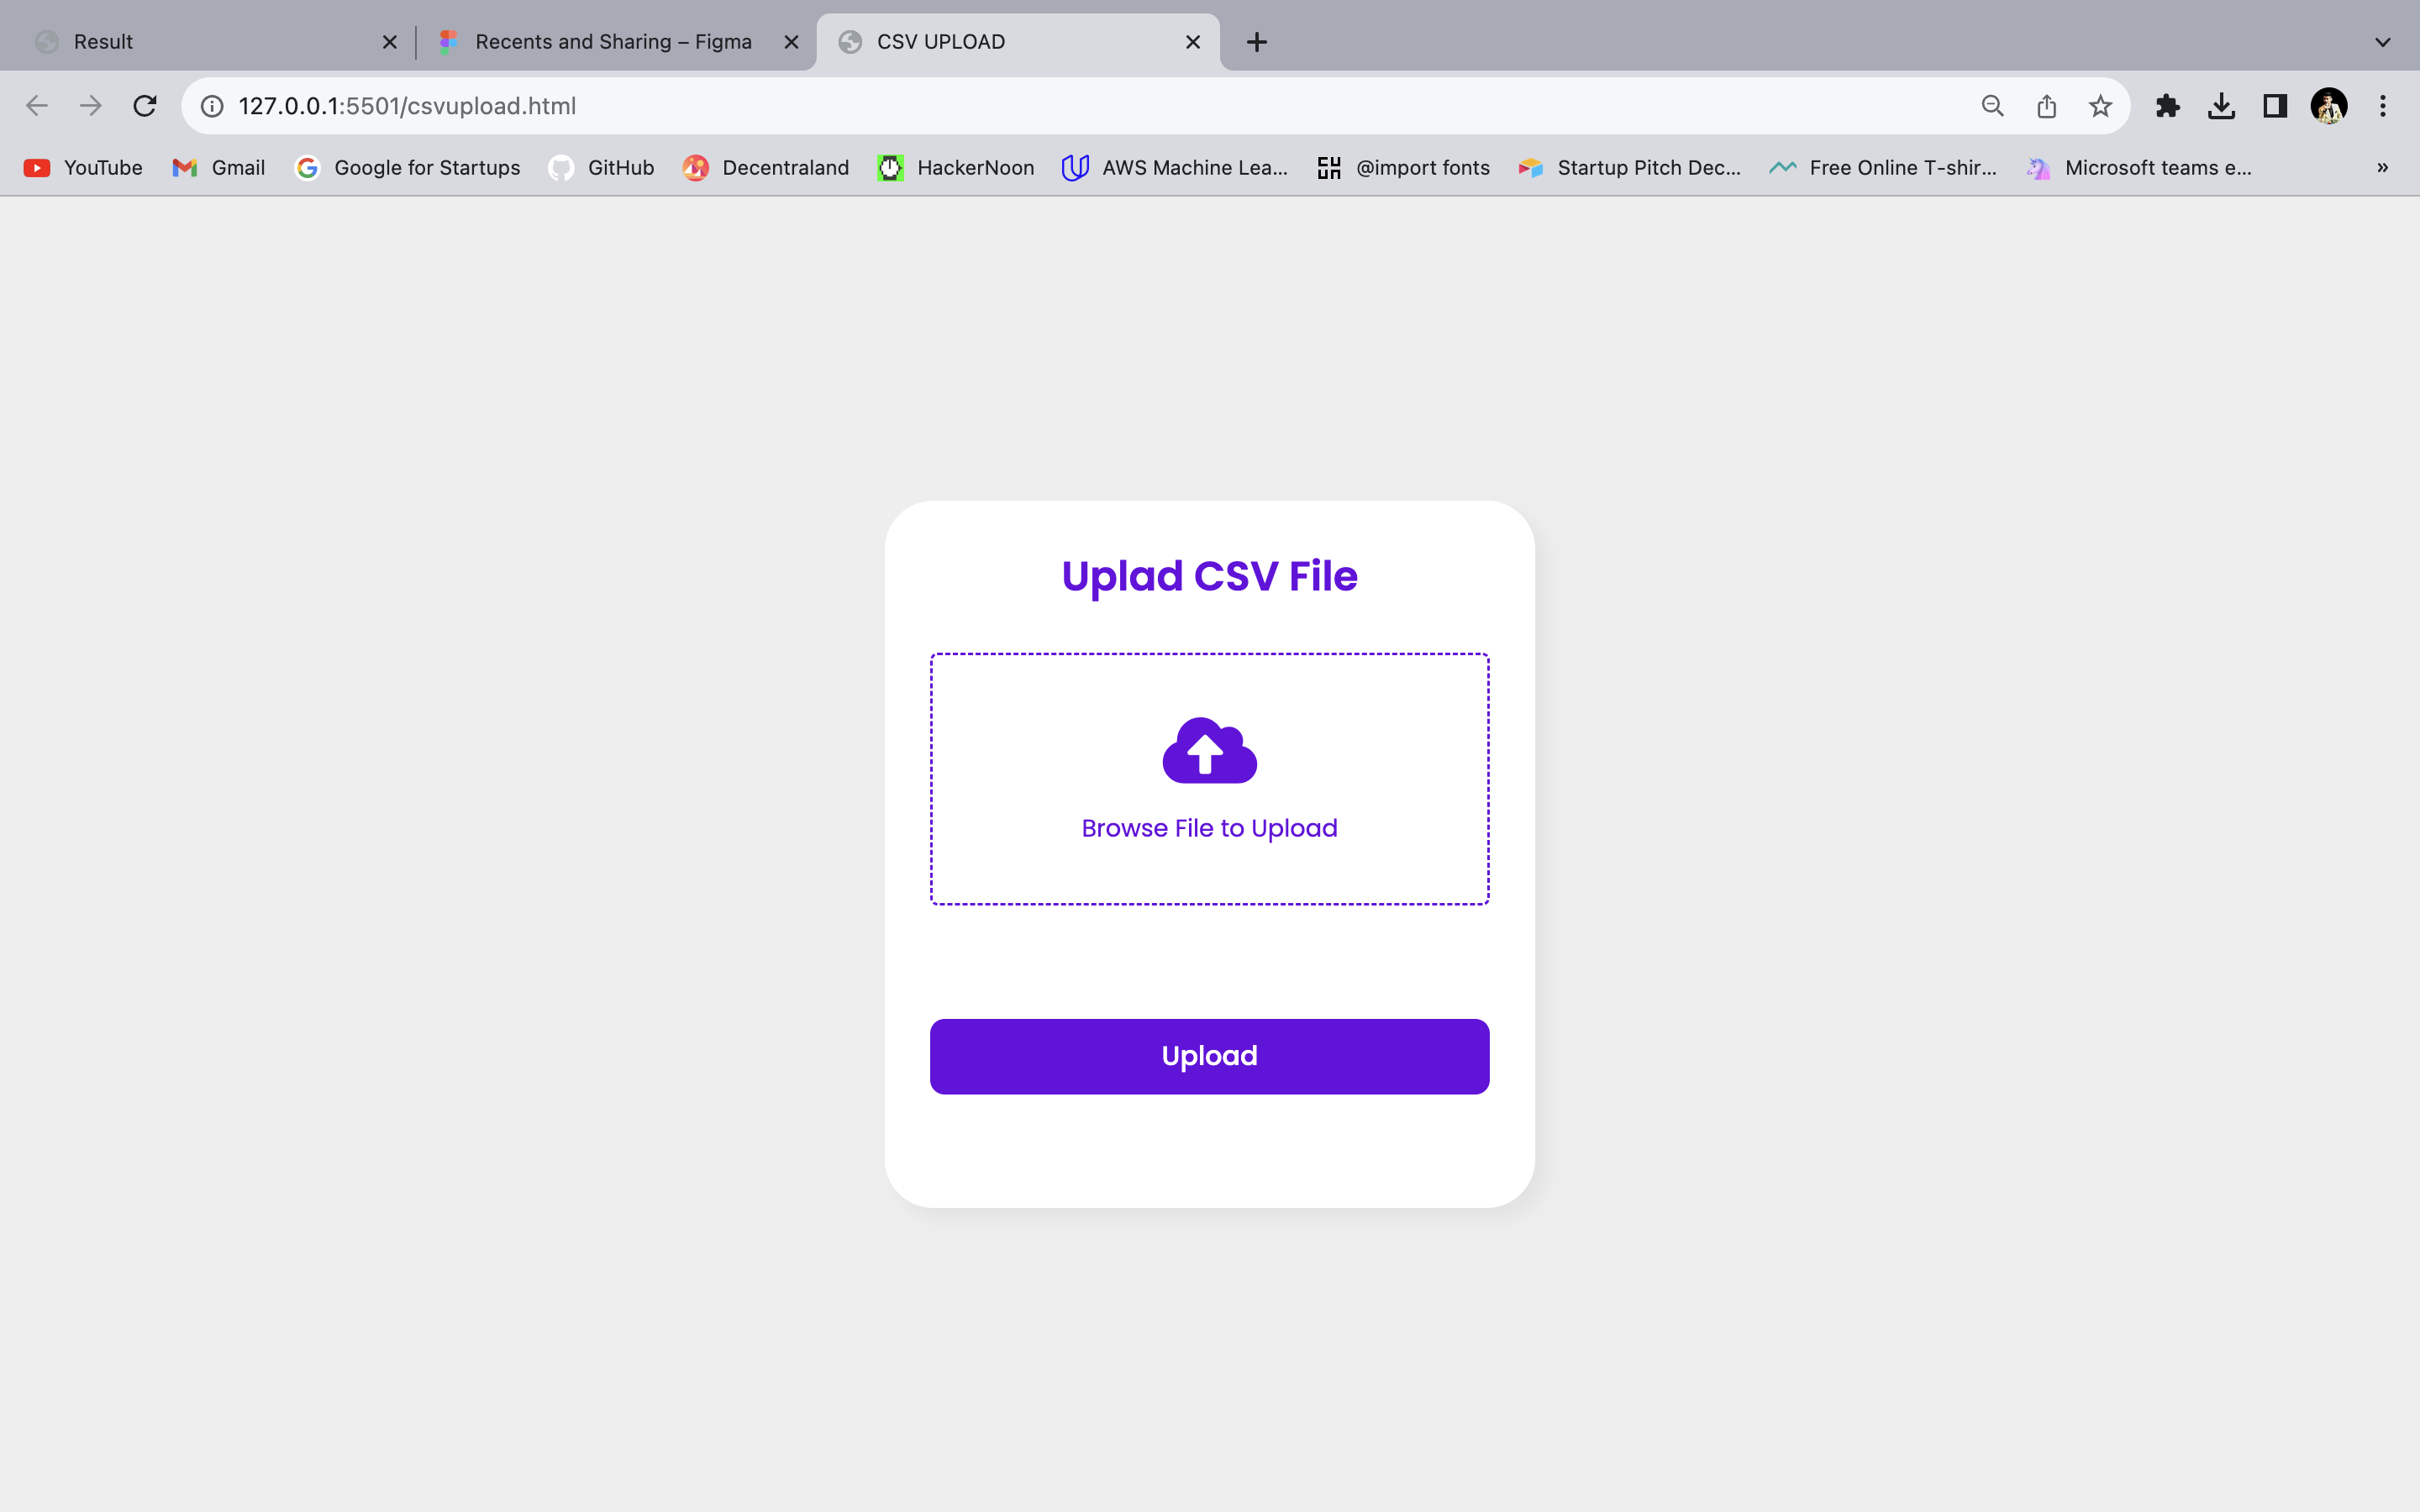 Result
Recents and Sharing – Figma
CSV UPLOAD
127.0.0.1:5501/csvupload.html
YouTube
Gmail
Google for Startups
GitHub
Decentraland
HackerNoon
AWS Machine Lea...
@import fonts
Startup Pitch Dec...
Free Online T-shir...
Microsoft teams e...
»
Uplad CSV File
Browse File to Upload
Upload